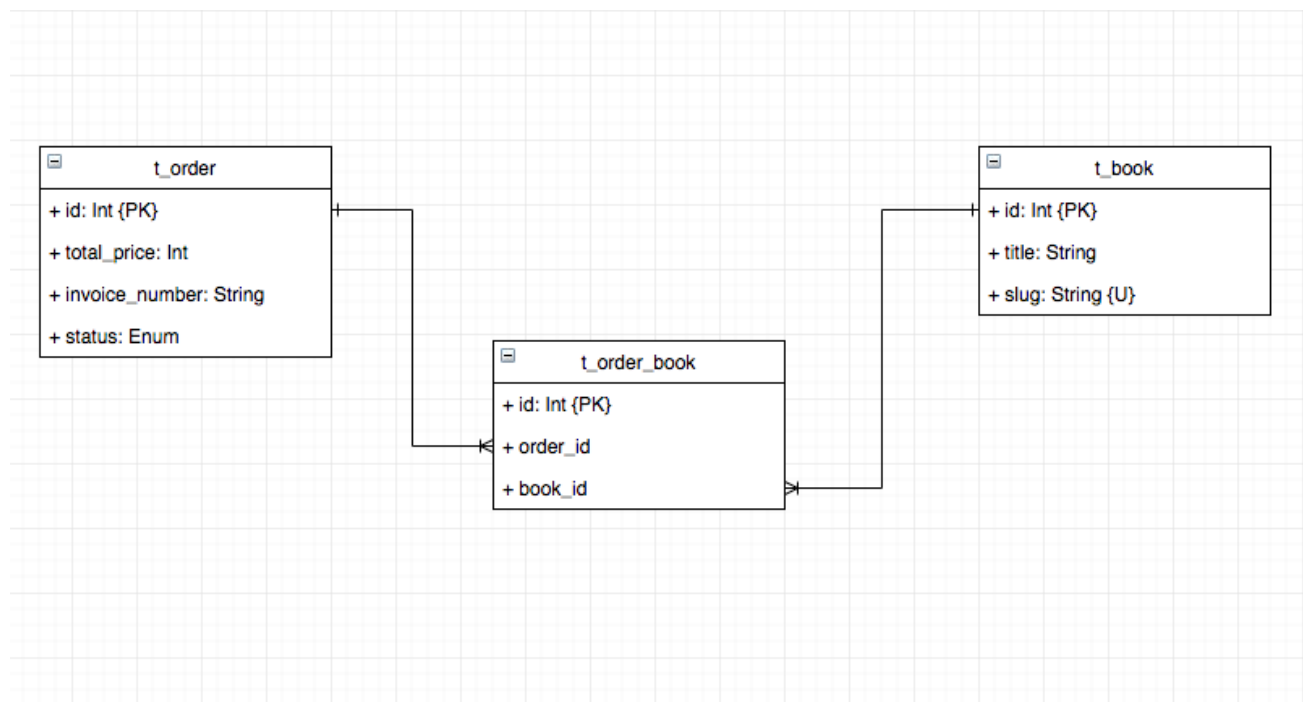 t_order
+ id: Int {PK}
+ total_price: Int
+ invoice_number: String
+ status: Enum
t_book
+ id: Int {PK}
+ title: String
+ slug: String {U}
t_order_book
+ id: Int {PK}
+ order_id
+ book_id